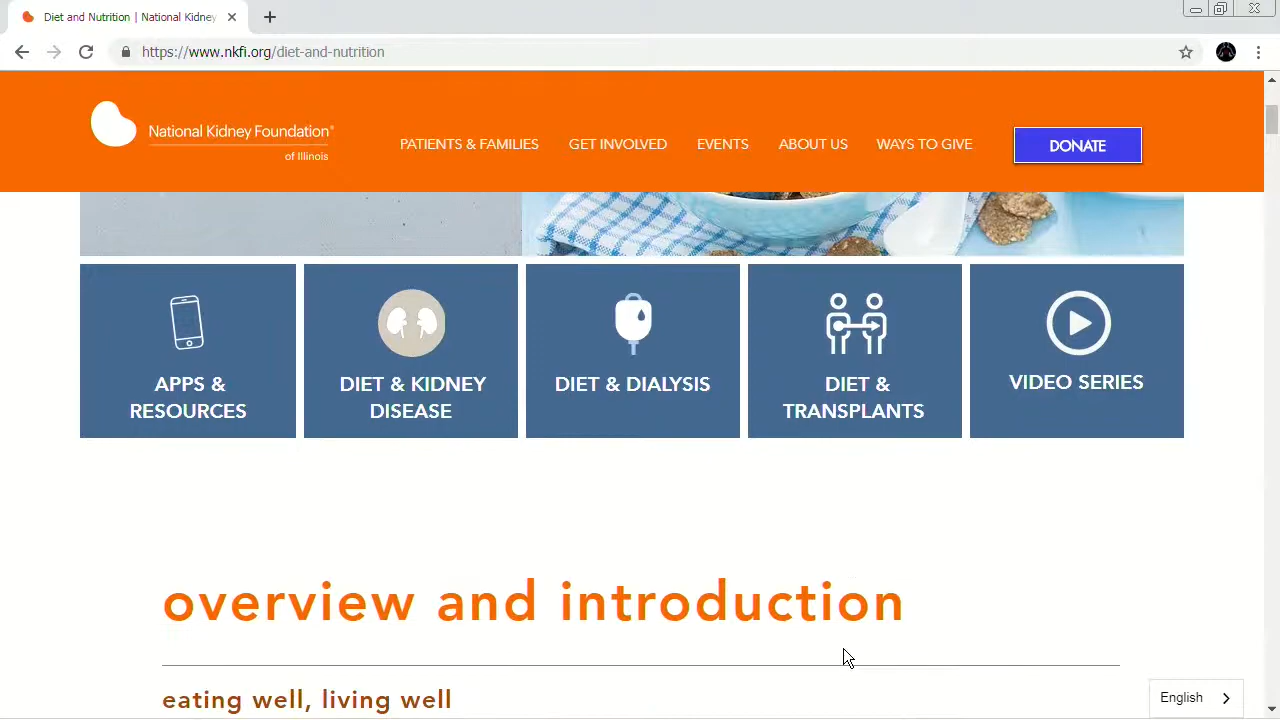 Diet and Nutrition | National Kidney
https://www.nkfi.org/diet-and-nutrition
National Kidney Foundation®
of Illinois
PATIENTS & FAMILIES
GET INVOLVED
EVENTS
ABOUT US
WAYS TO GIVE
DONATE
APPS &
RESOURCES
DIET & KIDNEY
DISEASE
DIET & DIALYSIS
DIET &
TRANSPLANTS
VIDEO SERIES
overview and introduction
eating well, living well
English